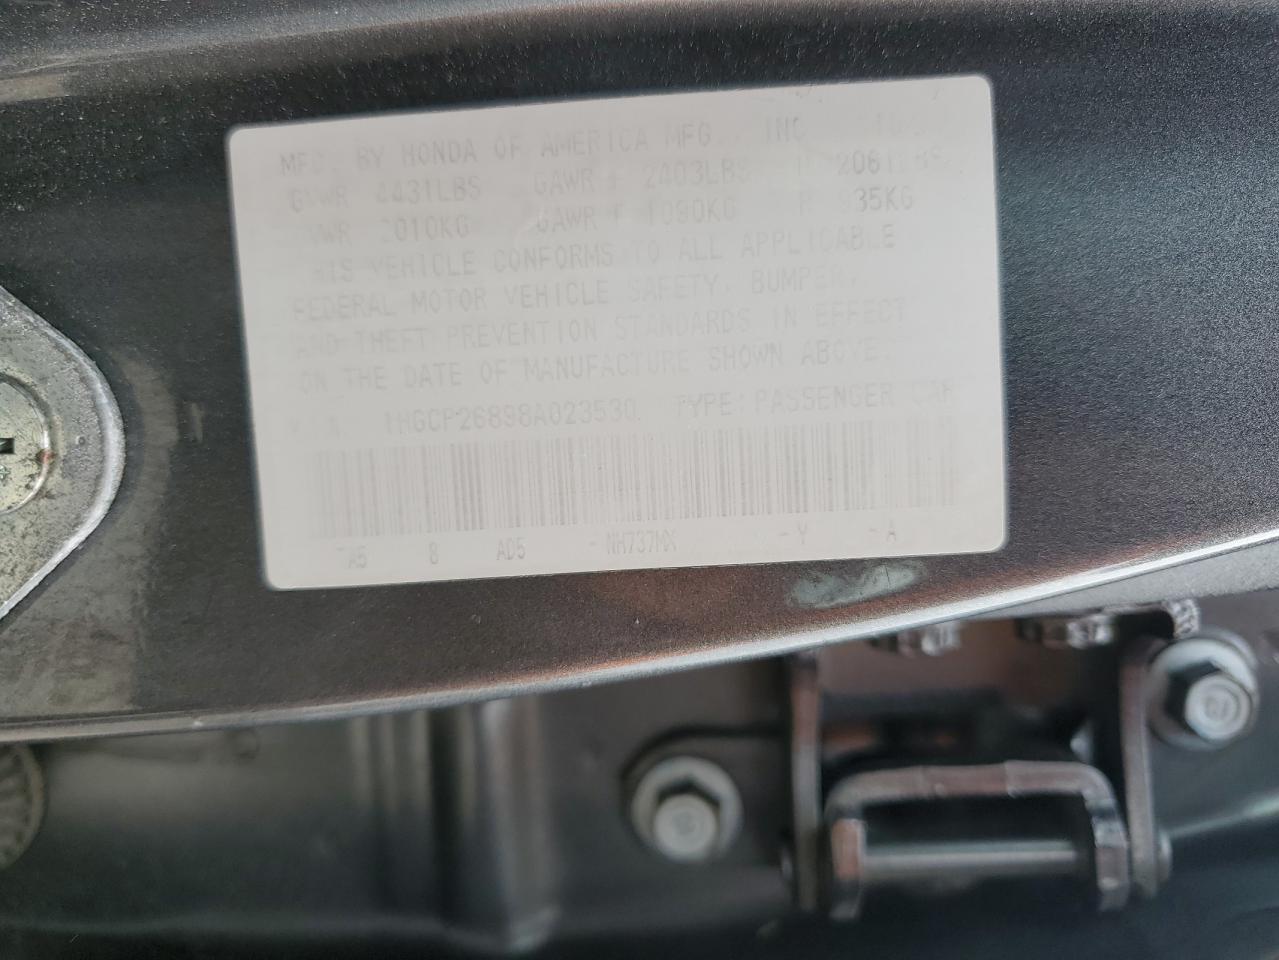 MFD. BY HONDA OF AMERICA MFG., INC
GVWR 4431LBS GAWR F 2403LBS R 2061LBS
GVWR 2010KG GAWR F 1090KG R 935KG
THIS VEHICLE CONFORMS TO ALL APPLICABLE
FEDERAL MOTOR VEHICLE SAFETY, BUMPER,
AND THEFT PREVENTION STANDARDS IN EFFECT
ON THE DATE OF MANUFACTURE SHOWN ABOVE.
1HGCP26898A023530 TYPE: PASSENGER CAR
TA5 8 AD5 - NH737MX - Y - A